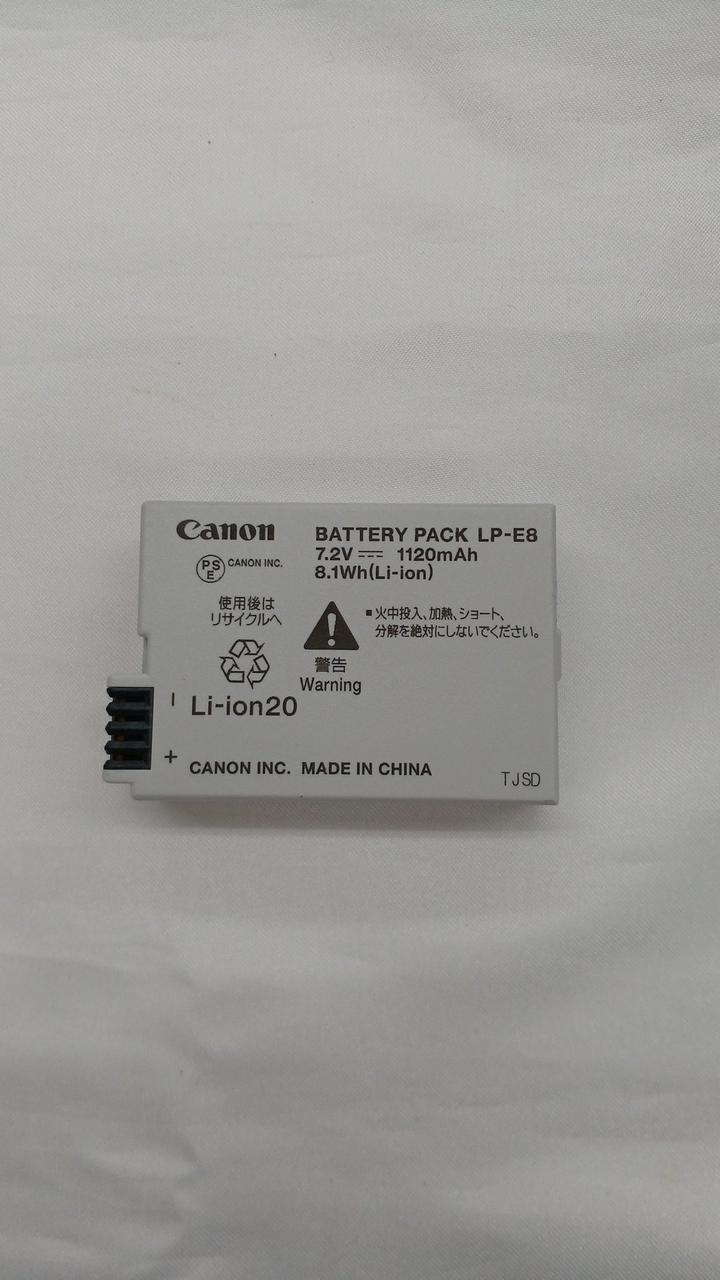 Canon
BATTERY PACK LP-E8
7.2V ⎓ 1120mAh
8.1Wh(Li-ion)
PS
E
CANON INC.
使用後は
リサイクルへ
警告
Warning
■火中投入、加熱、ショート、
分解を絶対にしないでください。
− Li-ion20
+
CANON INC. MADE IN CHINA
TJSD